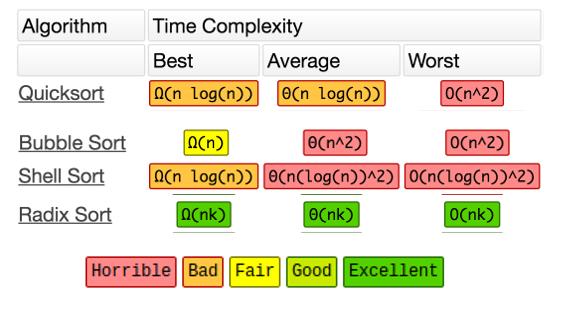 Algorithm Time Complexity
Best Average Worst
Quicksort Ω(n log(n)) Θ(n log(n)) O(n^2)
Bubble Sort Ω(n) Θ(n^2) O(n^2)
Shell Sort Ω(n log(n)) Θ(n(log(n))^2) O(n(log(n))^2)
Radix Sort Ω(nk) Θ(nk) O(nk)
Horrible Bad Fair Good Excellent